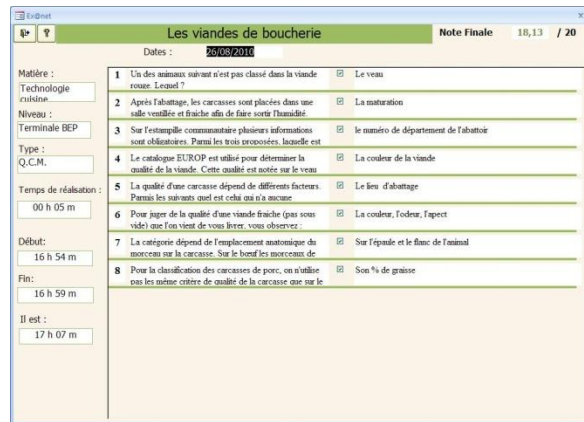 Ex@net
Les viandes de boucherie
Note Finale 18,13 / 20
Dates : 26/08/2010
Matière :
Technologie
cuisine
Niveau :
Terminale BEP
Type :
Q.C.M.
Temps de réalsation :
00 h 05 m
Début:
16 h 54 m
Fin:
16 h 59 m
Il est :
17 h 07 m
1 Un des animaux suivant n'est pas classé dans la viande
rouge. Lequel ?
Le veau
2 Après l'abattage, les carcasses sont placées dans une
salle ventillée et fraiche afin de faire sortir l'humidité.
La maturation
3 Sur l'estampille communautaire plusieurs informations
sont obligatoires. Parmi les trois proposées, laquelle est
le numéro de département de l'abattoir
4 Le catalogue EUROP est utilisé pour déterminer la
qualité de la viande. Cette qualité est notée sur le veau
La couleur de la viande
5 La qualité d'une carcasse dépend de différents facteurs.
Parmis les suivants quel est celui qui n'a aucune
Le lieu d'abattage
6 Pour juger de la qualité d'une viande fraiche (pas sous
vide) que l'on vient de vous livrer, vous observez :
La couleur, l'odeur, l'apect
7 La catégorie dépend de l'emplacement anatomique du
morceau sur la carcasse. Sur le bœuf les morceaux de
Sur l'épaule et le flanc de l'animal
8 Pour la classification des carcasses de porc, on n'utilise
pas les même critère de qualité de la carcasse que sur le
Son % de graisse